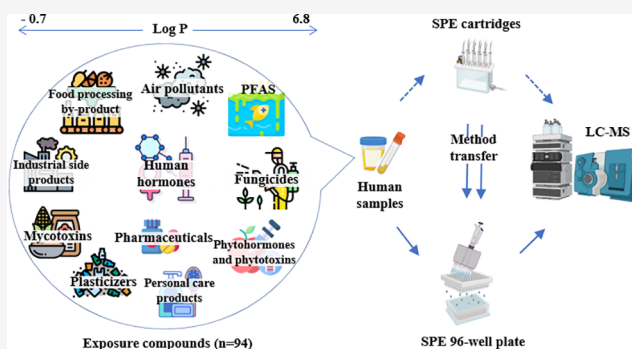 - 0.7
6.8
Log P
Food processing
by-product
Air pollutants
PFAS
Industrial side
products
Human
hormones
Fungicides
Mycotoxins
Pharmaceuticals
Phytohormones
and phytotoxins
Plasticizers
Personal care
products
Exposure compounds (n=94)
SPE cartridges
Human
samples
Method
transfer
LC-MS
SPE 96-well plate